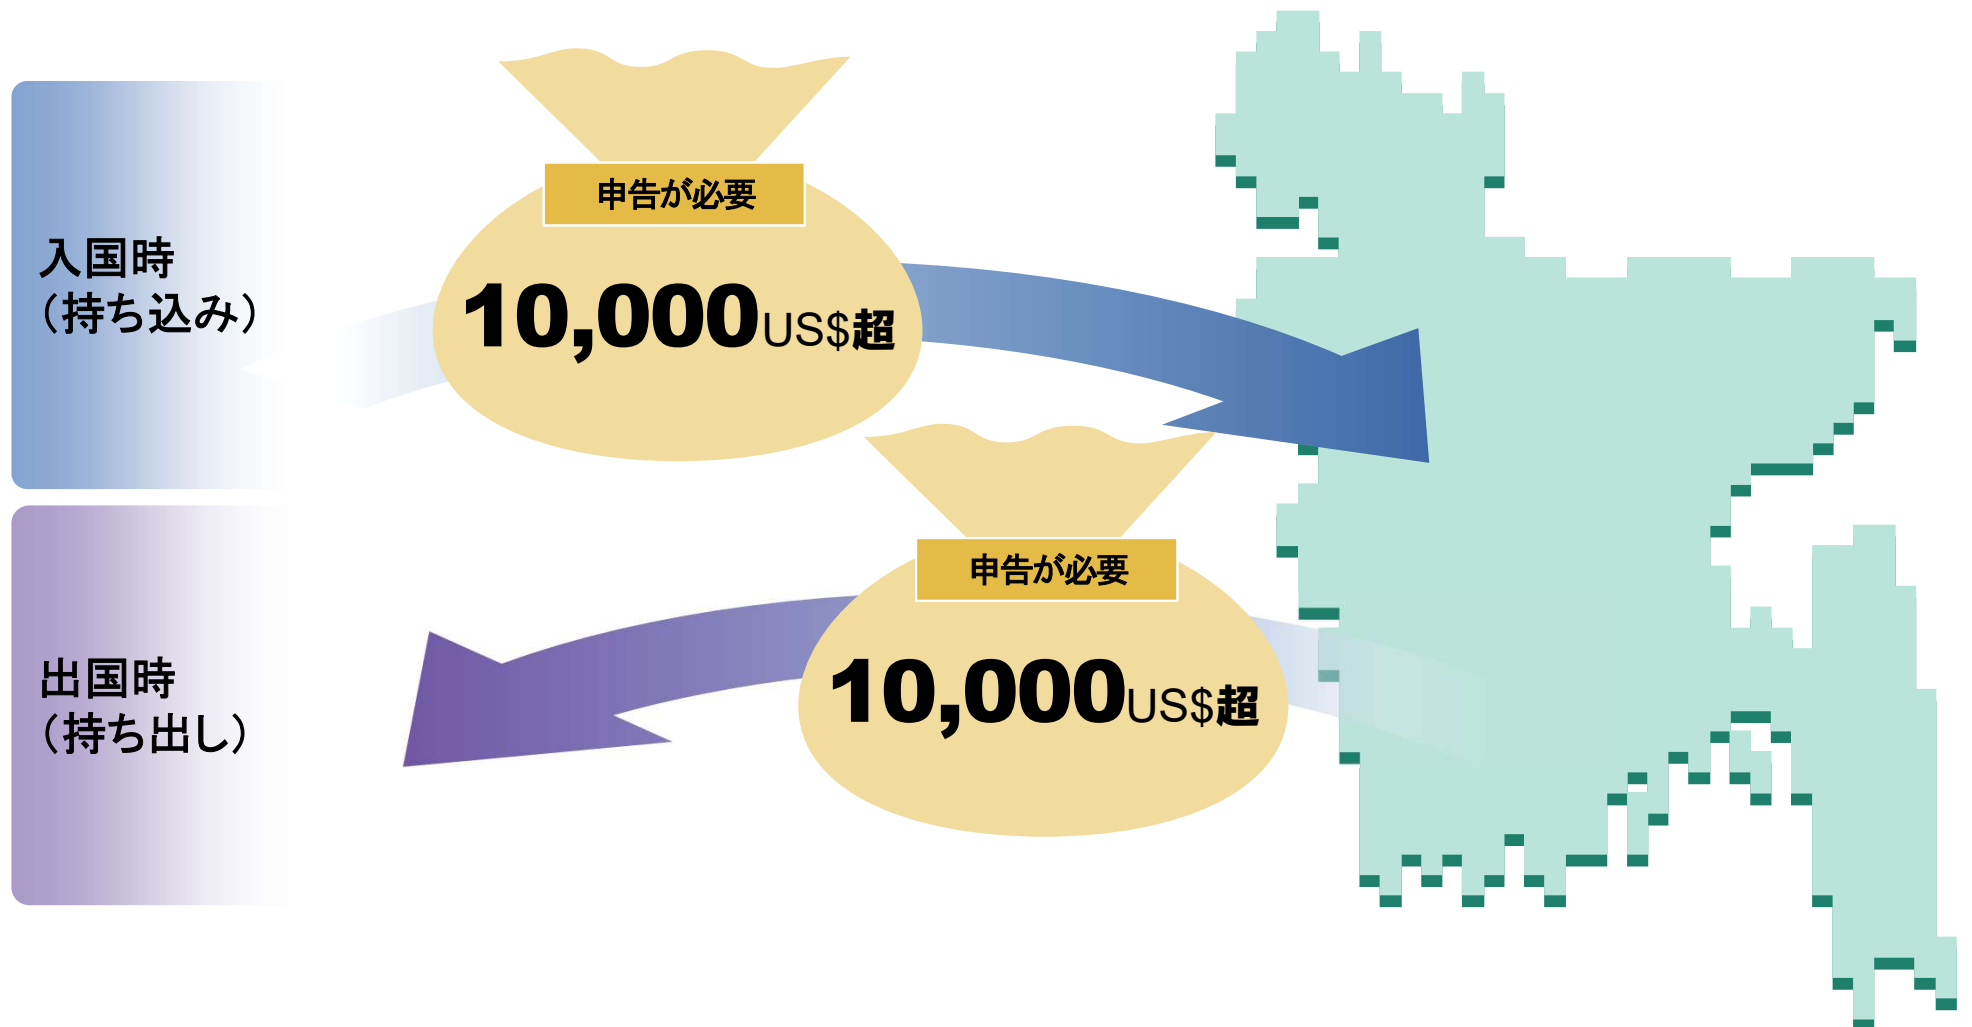 入国時
（持ち込み）
申告が必要
10,000US$超
出国時
（持ち出し）
申告が必要
10,000US$超